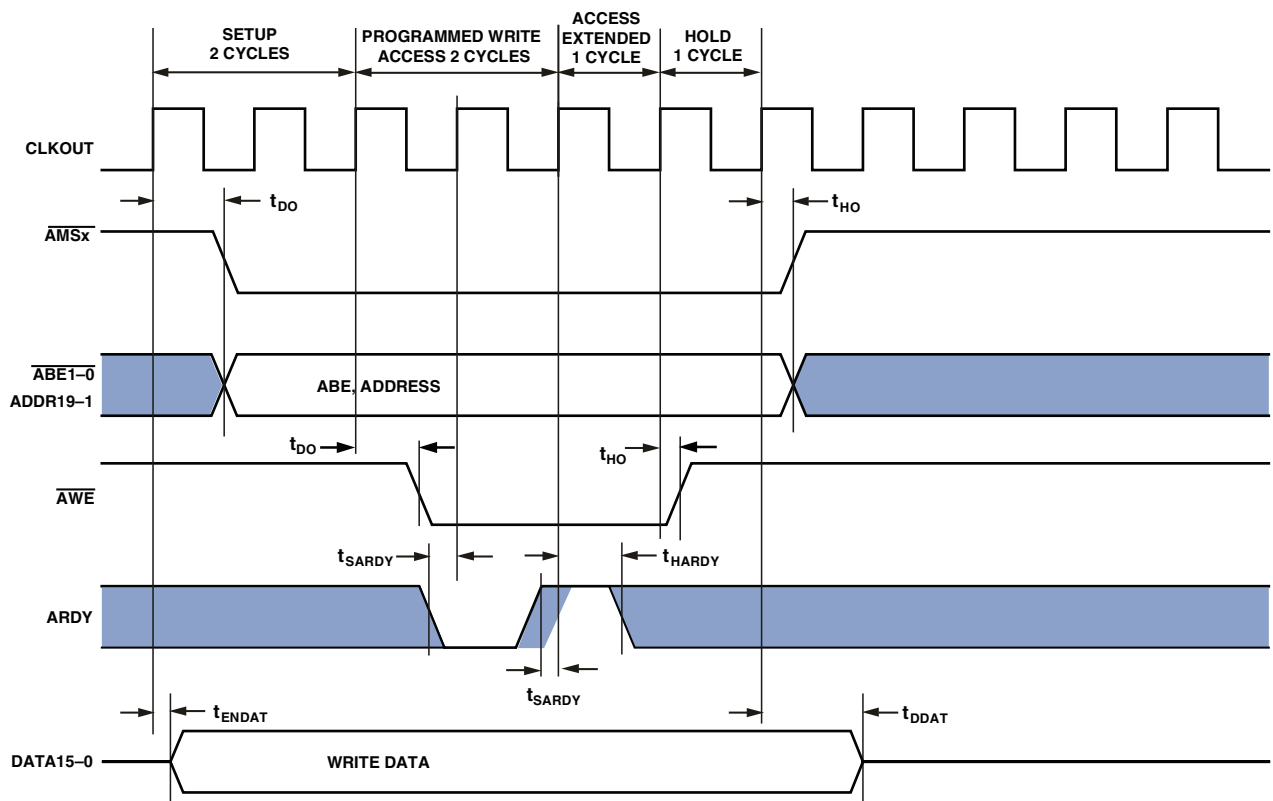 SETUP
2 CYCLES
PROGRAMMED WRITE
ACCESS 2 CYCLES
ACCESS
EXTENDED
1 CYCLE
HOLD
1 CYCLE
CLKOUT
tDO
tHO
AMSx
ABE1–0
ADDR19–1
ABE, ADDRESS
tDO
tHO
AWE
tSARDY
tHARDY
ARDY
tSARDY
tENDAT
tDDAT
DATA15–0
WRITE DATA